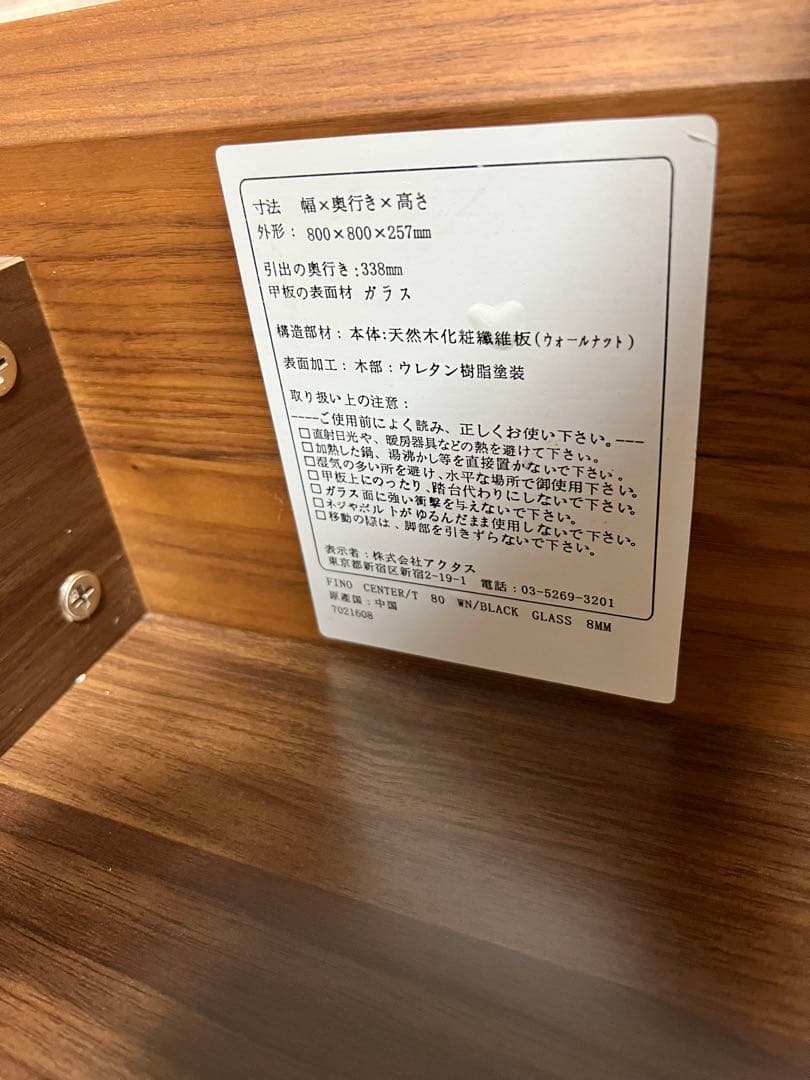 寸法　幅×奥行き×高さ
外形： 800×800×257mm
引出の奥行き:338mm
甲板の表面材 ガラス
構造部材：本体:天然木化粧繊維板(ウォールナット)
表面加工：木部：ウレタン樹脂塗装
取り扱い上の注意：
----ご使用前によく読み、正しくお使い下さい。---
□直射日光や、暖房器具などの熱を避けて下さい。
□加熱した鍋、湯沸かし等を直接置かないで下さい。
□湿気の多い所を避け、水平な場所で御使用下さい。
□甲板上にのったり、踏台代わりにしないで下さい。
□ガラス面に強い衝撃を与えないで下さい。
□ネジやボルトがゆるんだまま使用しないで下さい。
□移動の際は、脚部を引きずらないで下さい。
表示者：株式会社アクタス
東京都新宿区新宿2-19-1　電話：03-5269-3201
FINO CENTER/T 80 WN/BLACK GLASS 8MM
原產国：中国
7021608